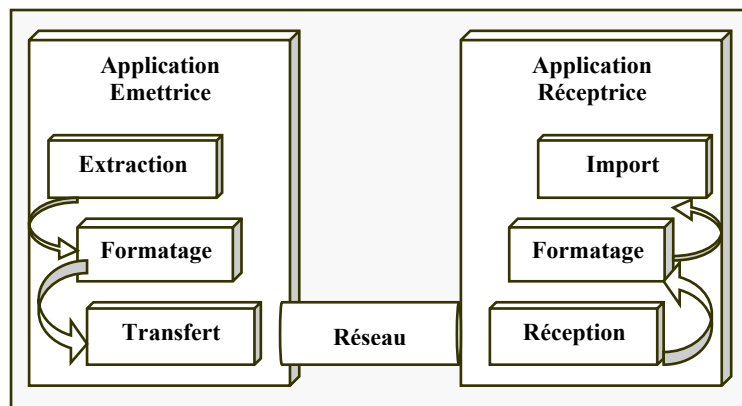 Application
Emettrice
Extraction
Formatage
Transfert
Réseau
Application
Réceptrice
Import
Formatage
Réception